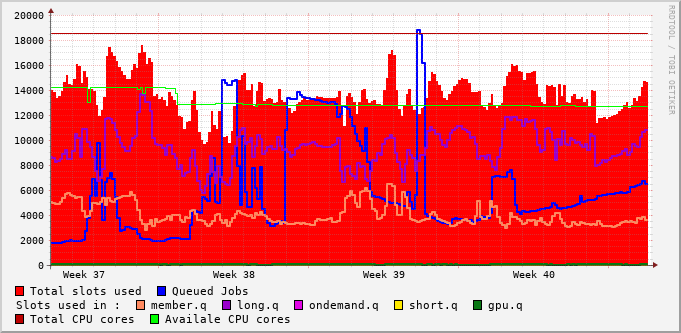 RRDTOOL / TOBI OETIKER
20000
18000
16000
14000
12000
10000
8000
6000
4000
2000
0
Week 37 Week 38 Week 39 Week 40
Total slots used Queued Jobs
Slots used in : member.q long.q ondemand.q short.q gpu.q
Total CPU cores Availale CPU cores